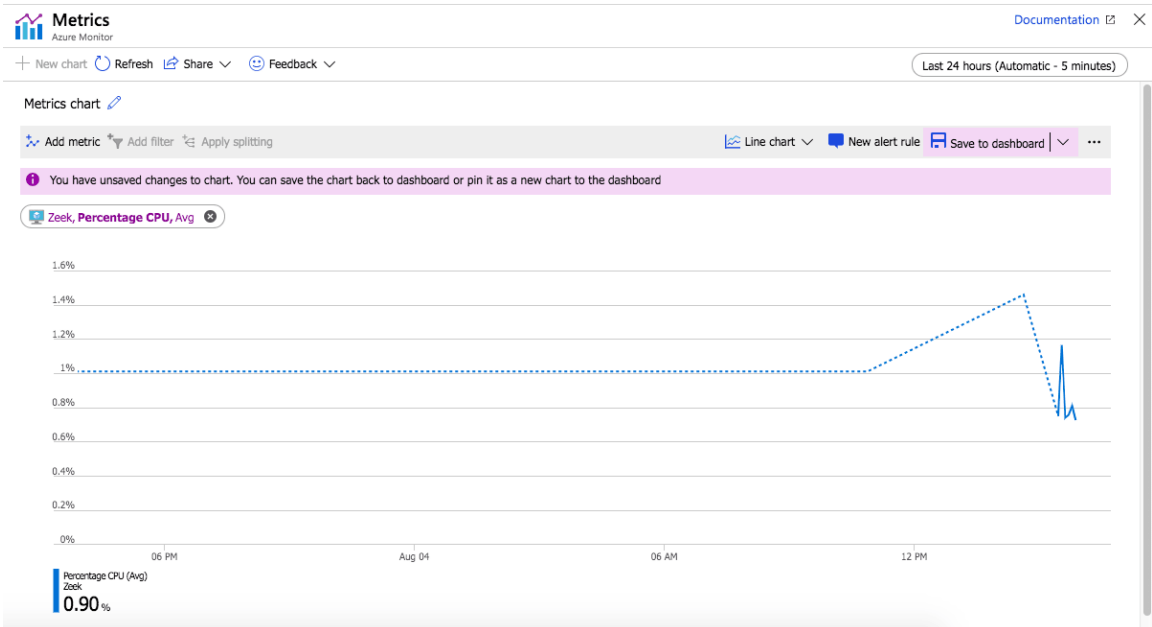 Metrics
Azure Monitor
Documentation
New chart Refresh Share Feedback Last 24 hours (Automatic - 5 minutes)
Metrics chart
Add metric Add filter Apply splitting Line chart New alert rule Save to dashboard
You have unsaved changes to chart. You can save the chart back to dashboard or pin it as a new chart to the dashboard
Zeek, Percentage CPU, Avg
1.6%
1.4%
1.2%
1%
0.8%
0.6%
0.4%
0.2%
0%
06 PM Aug 04 06 AM 12 PM
Percentage CPU (Avg)
Zeek
0.90 %